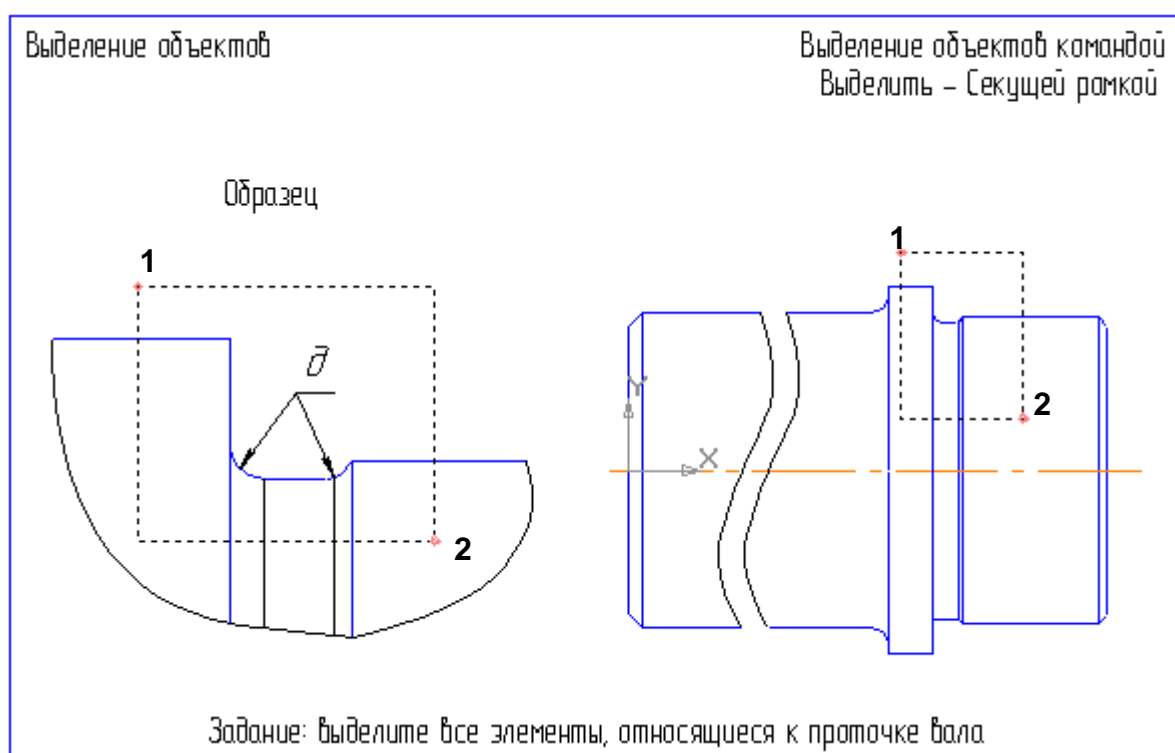 Выделение объектов
Выделение объектов командой
Выделить – Секущей рамкой
Образец
1
д
2
1
Y
X
2
Задание: выделите все элементы, относящиеся к проточке вала